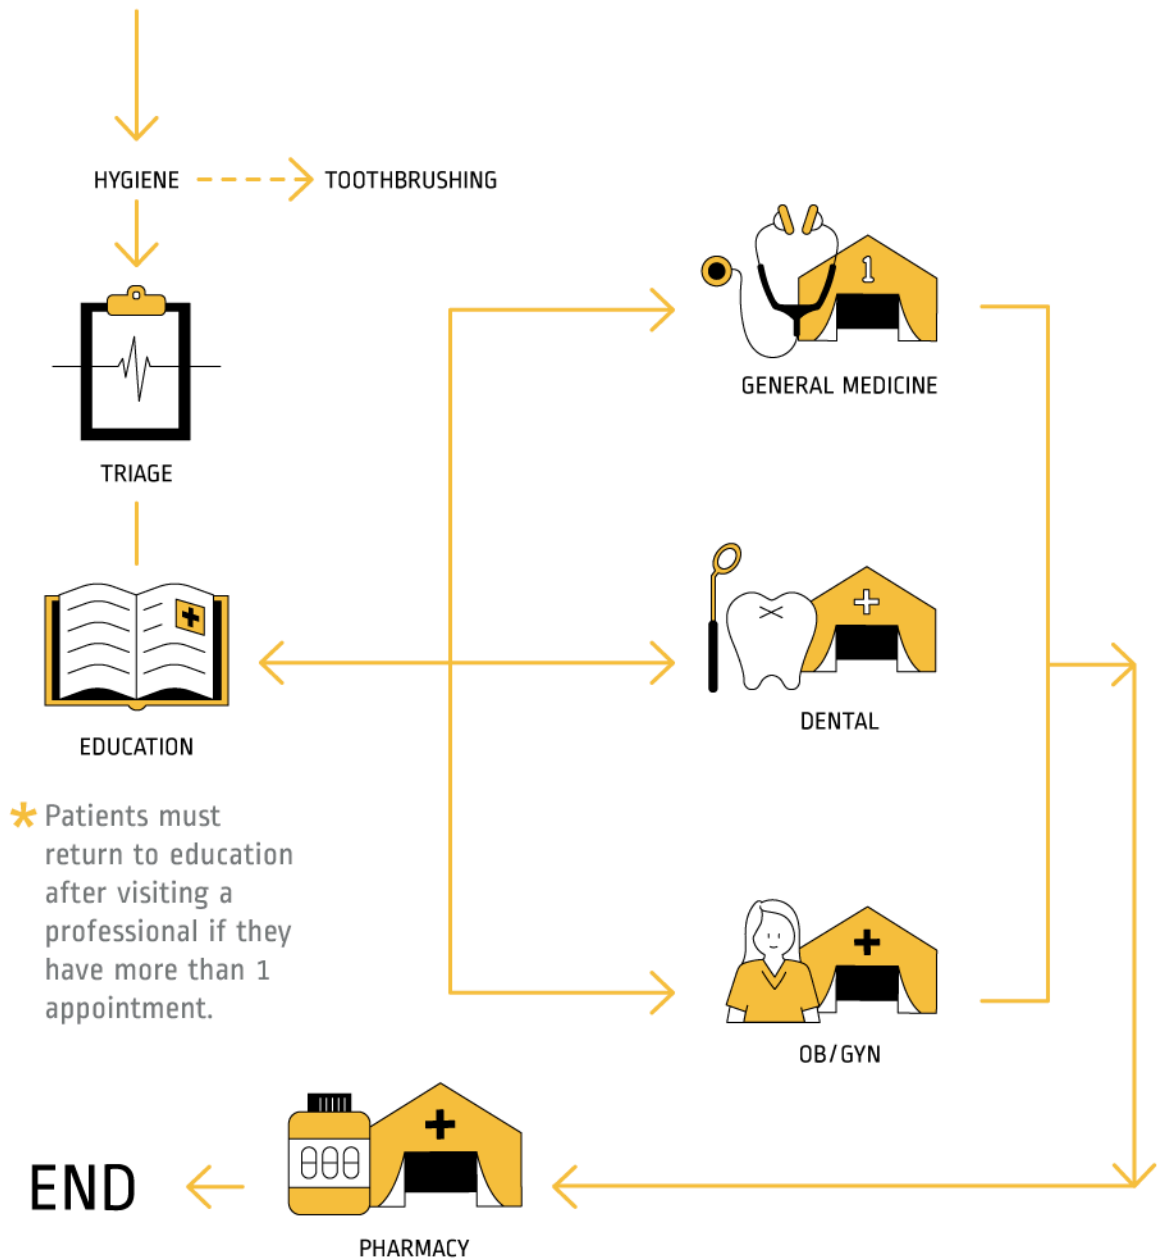 HYGIENE
TOOTHBRUSHING
1
GENERAL MEDICINE
TRIAGE
EDUCATION
DENTAL
* Patients must
return to education
after visiting a
professional if they
have more than 1
appointment.
OB/GYN
END
PHARMACY